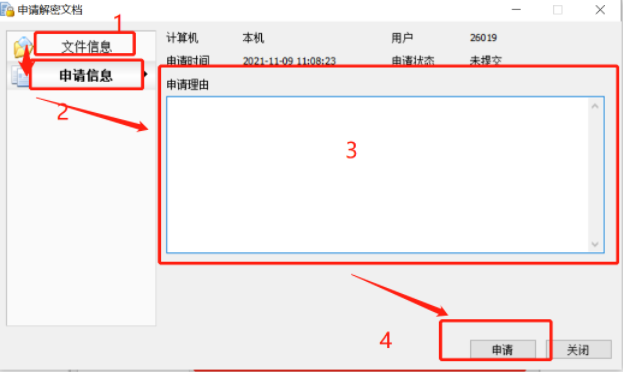 申请解密文档
1
文件信息
申请信息
2
计算机 本机 用户 26019
申请时间 2021-11-09 11:08:23 申请状态 未提交
申请理由
3
4
申请 关闭